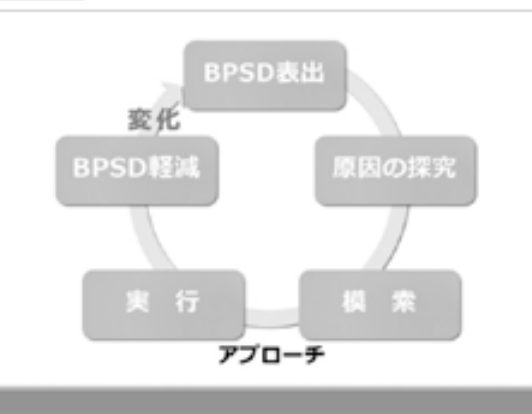 BPSD表出
変化
BPSD軽減
原因の探究
実　行
模　索
アプローチ